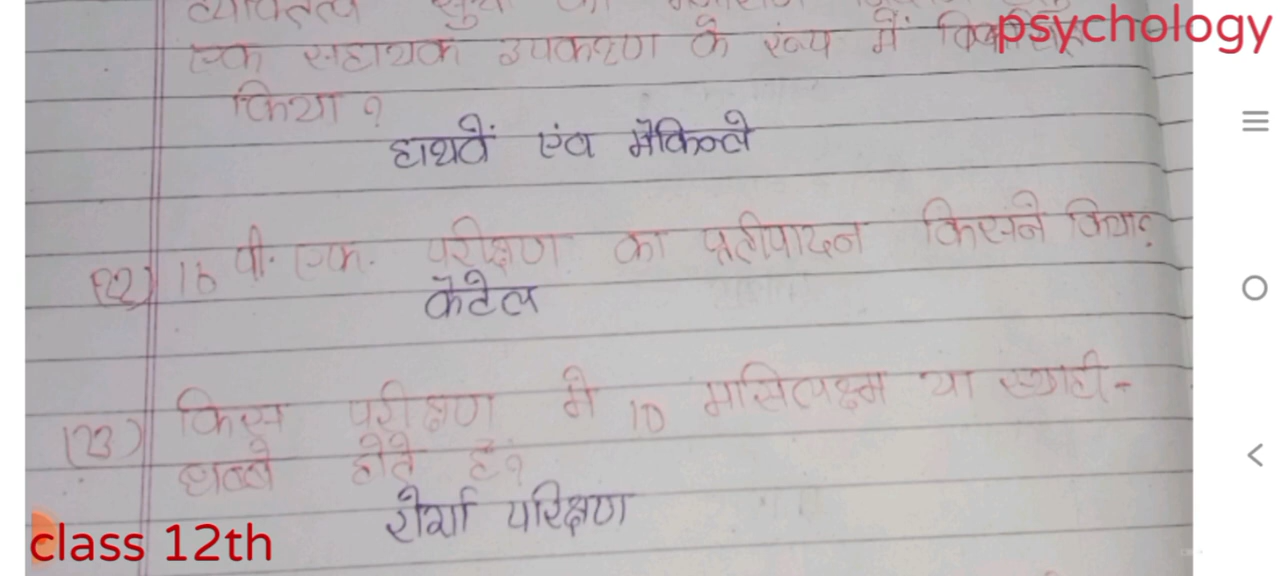 psychology
एक सहायक उपकरण के रूप में
किया ?
हाथवें एंव मॅकिन्ले
(22) 16 पी. एफ. परीक्षण का प्रतीपादन किसने किया?
कॅटेल
(23) किस परीक्षण में 10 मासिलक्ष्म या स्याही-
धब्बे होते है?
रोर्शा परिक्षण
class 12th